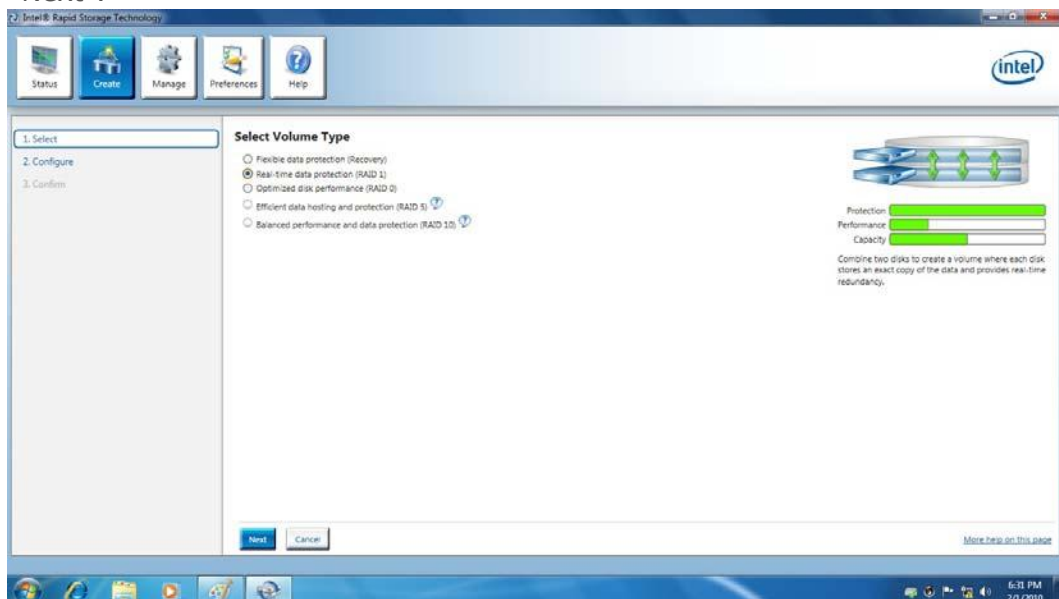 Intel® Rapid Storage Technology
Status
Create
Manage
Preferences
Help
intel
1. Select
2. Configure
3. Confirm
Select Volume Type
Flexible data protection (Recovery)
Real-time data protection (RAID 1)
Optimized disk performance (RAID 0)
Efficient data hosting and protection (RAID 5)
Balanced performance and data protection (RAID 10)
Protection
Performance
Capacity
Combine two disks to create a volume where each disk
stores an exact copy of the data and provides real-time
redundancy.
Next
Cancel
More help on this page
6:31 PM
2/1/2010